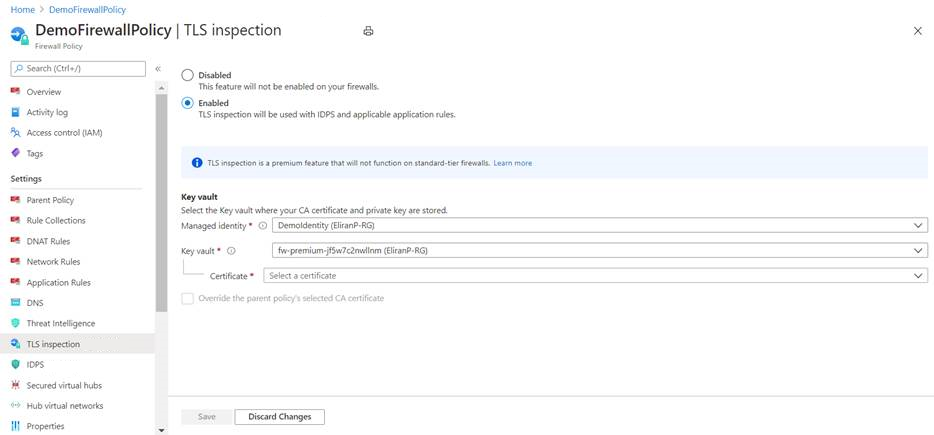 Home > DemoFirewallPolicy
DemoFirewallPolicy | TLS inspection
Firewall Policy
Search (Ctrl+/)
Overview
Activity log
Access control (IAM)
Tags
Settings
Parent Policy
Rule Collections
DNAT Rules
Network Rules
Application Rules
DNS
Threat Intelligence
TLS inspection
IDPS
Secured virtual hubs
Hub virtual networks
Properties
Disabled
This feature will not be enabled on your firewalls.
Enabled
TLS inspection will be used with IDPS and applicable application rules.
TLS inspection is a premium feature that will not function on standard-tier firewalls. Learn more
Key vault
Select the Key vault where your CA certificate and private key are stored.
Managed identity * DemoIdentity (EliranP-RG)
Key vault * fw-premium-jf5w7c2nwllnm (EliranP-RG)
Certificate * Select a certificate
Override the parent policy's selected CA certificate
Save Discard Changes